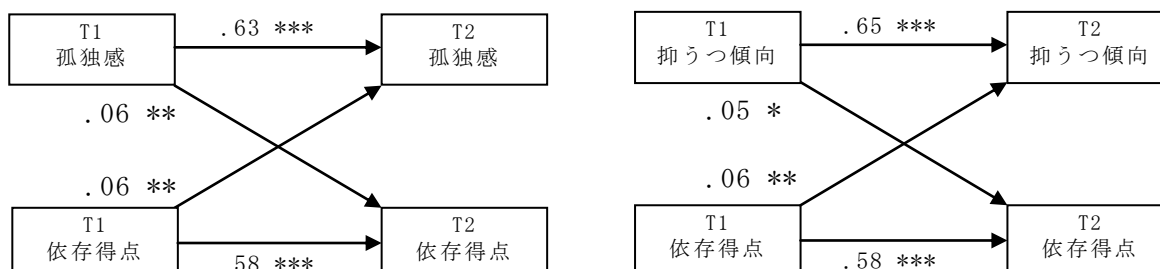 T1
孤独感
.63 ***
T2
孤独感
.06 **
.06 **
T1
依存得点
.58 ***
T2
依存得点
T1
抑うつ傾向
.65 ***
T2
抑うつ傾向
.05 *
.06 **
T1
依存得点
.58 ***
T2
依存得点